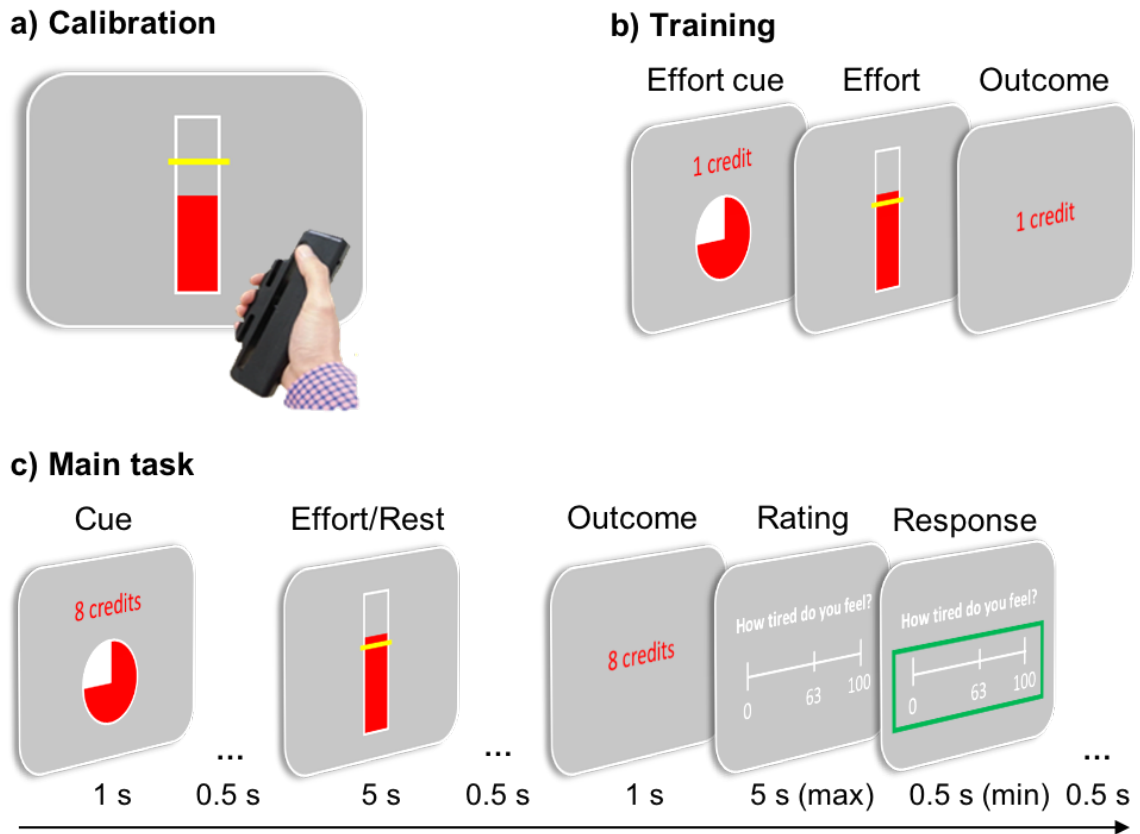 a) Calibration
b) Training
Effort cue Effort Outcome
1 credit
1 credit
c) Main task
Cue Effort/Rest Outcome Rating Response
8 credits
8 credits
How tired do you feel?
0 63 100
How tired do you feel?
0 63 100
... ... ...
1 s 0.5 s 5 s 0.5 s 1 s 5 s (max) 0.5 s (min) 0.5 s